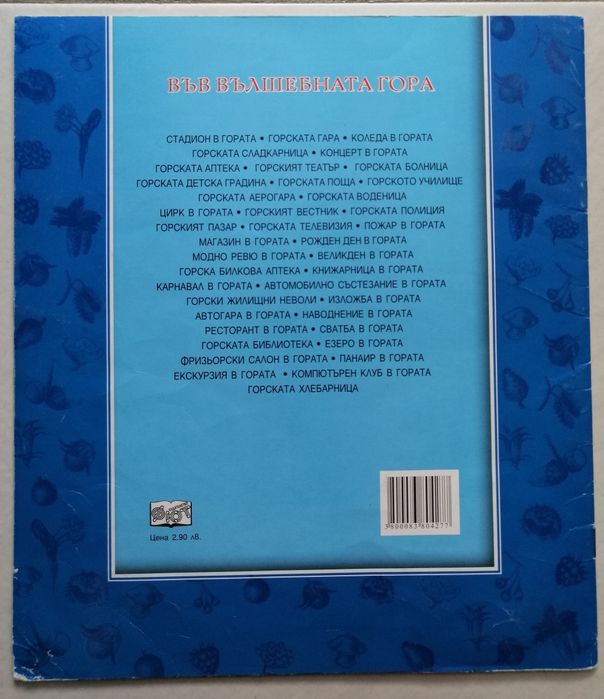 ВЪВ ВЪЛШЕБНАТА ГОРА
СТАДИОН В ГОРАТА • ГОРСКАТА ГАРА • КОЛЕДА В ГОРАТА
ГОРСКАТА СЛАДКАРНИЦА • КОНЦЕРТ В ГОРАТА
ГОРСКАТА АПТЕКА • ГОРСКИЯТ ТЕАТЪР • ГОРСКАТА БОЛНИЦА
ГОРСКАТА ДЕТСКА ГРАДИНА • ГОРСКАТА ПОЩА • ГОРСКОТО УЧИЛИЩЕ
ГОРСКАТА АЕРОГАРА • ГОРСКАТА ВОДЕНИЦА
ЦИРК В ГОРАТА • ГОРСКИЯТ ВЕСТНИК • ГОРСКАТА ПОЛИЦИЯ
ГОРСКИЯТ ПАЗАР • ГОРСКАТА ТЕЛЕВИЗИЯ • ПОЖАР В ГОРАТА
МАГАЗИН В ГОРАТА • РОЖДЕН ДЕН В ГОРАТА
МОДНО РЕВЮ В ГОРАТА • ВЕЛИКДЕН В ГОРАТА
ГОРСКА БИЛКОВА АПТЕКА • КНИЖАРНИЦА В ГОРАТА
КАРНАВАЛ В ГОРАТА • АВТОМОБИЛНО СЪСТЕЗАНИЕ В ГОРАТА
ГОРСКИ ЖИЛИЩНИ НЕВОЛИ • ИЗЛОЖБА В ГОРАТА
АВТОГАРА В ГОРАТА • НАВОДНЕНИЕ В ГОРАТА
РЕСТОРАНТ В ГОРАТА • СВАТБА В ГОРАТА
ГОРСКАТА БИБЛИОТЕКА • ЕЗЕРО В ГОРАТА
ФРИЗЬОРСКИ САЛОН В ГОРАТА • ПАНАИР В ГОРАТА
ЕКСКУРЗИЯ В ГОРАТА • КОМПЮТЪРЕН КЛУБ В ГОРАТА
ГОРСКАТА ХЛЕБАРНИЦА
ФЮТ
Цена 2.90 лв.
3800083804277